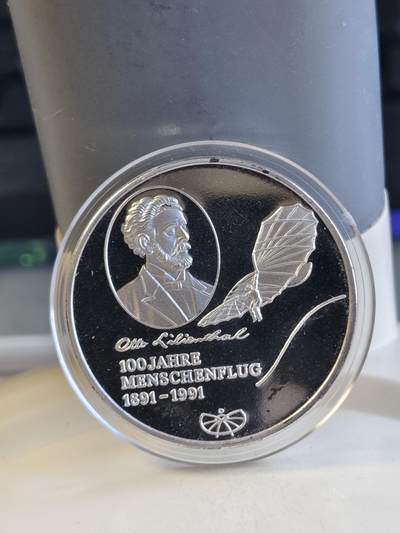 Otto Lilienthal
100 JAHRE
MENSCHENFLUG
1891-1991